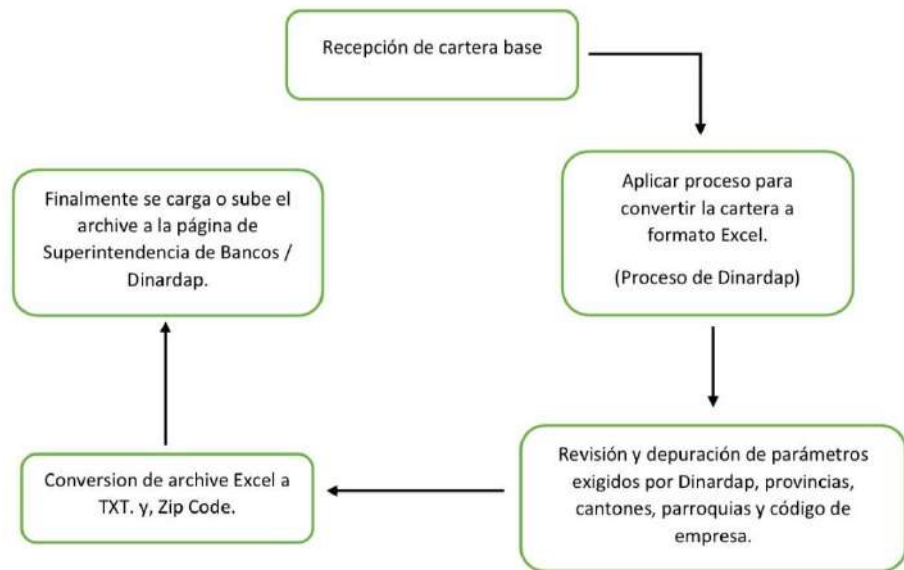 Recepción de cartera base
Aplicar proceso para
convertir la cartera a
formato Excel.
(Proceso de Dinardap)
Revisión y depuración de parámetros
exigidos por Dinardap, provincias,
cantones, parroquias y código de
empresa.
Conversion de archive Excel a
TXT. y, Zip Code.
Finalmente se carga o sube el
archive a la página de
Superintendencia de Bancos /
Dinardap.